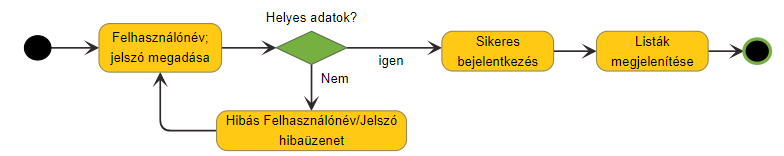 Helyes adatok?
Felhasználónév;
jelszó megadása
igen
Sikeres
bejelentkezés
Listák
megjelenítése
Nem
Hibás Felhasználónév/Jelszó
hibaüzenet